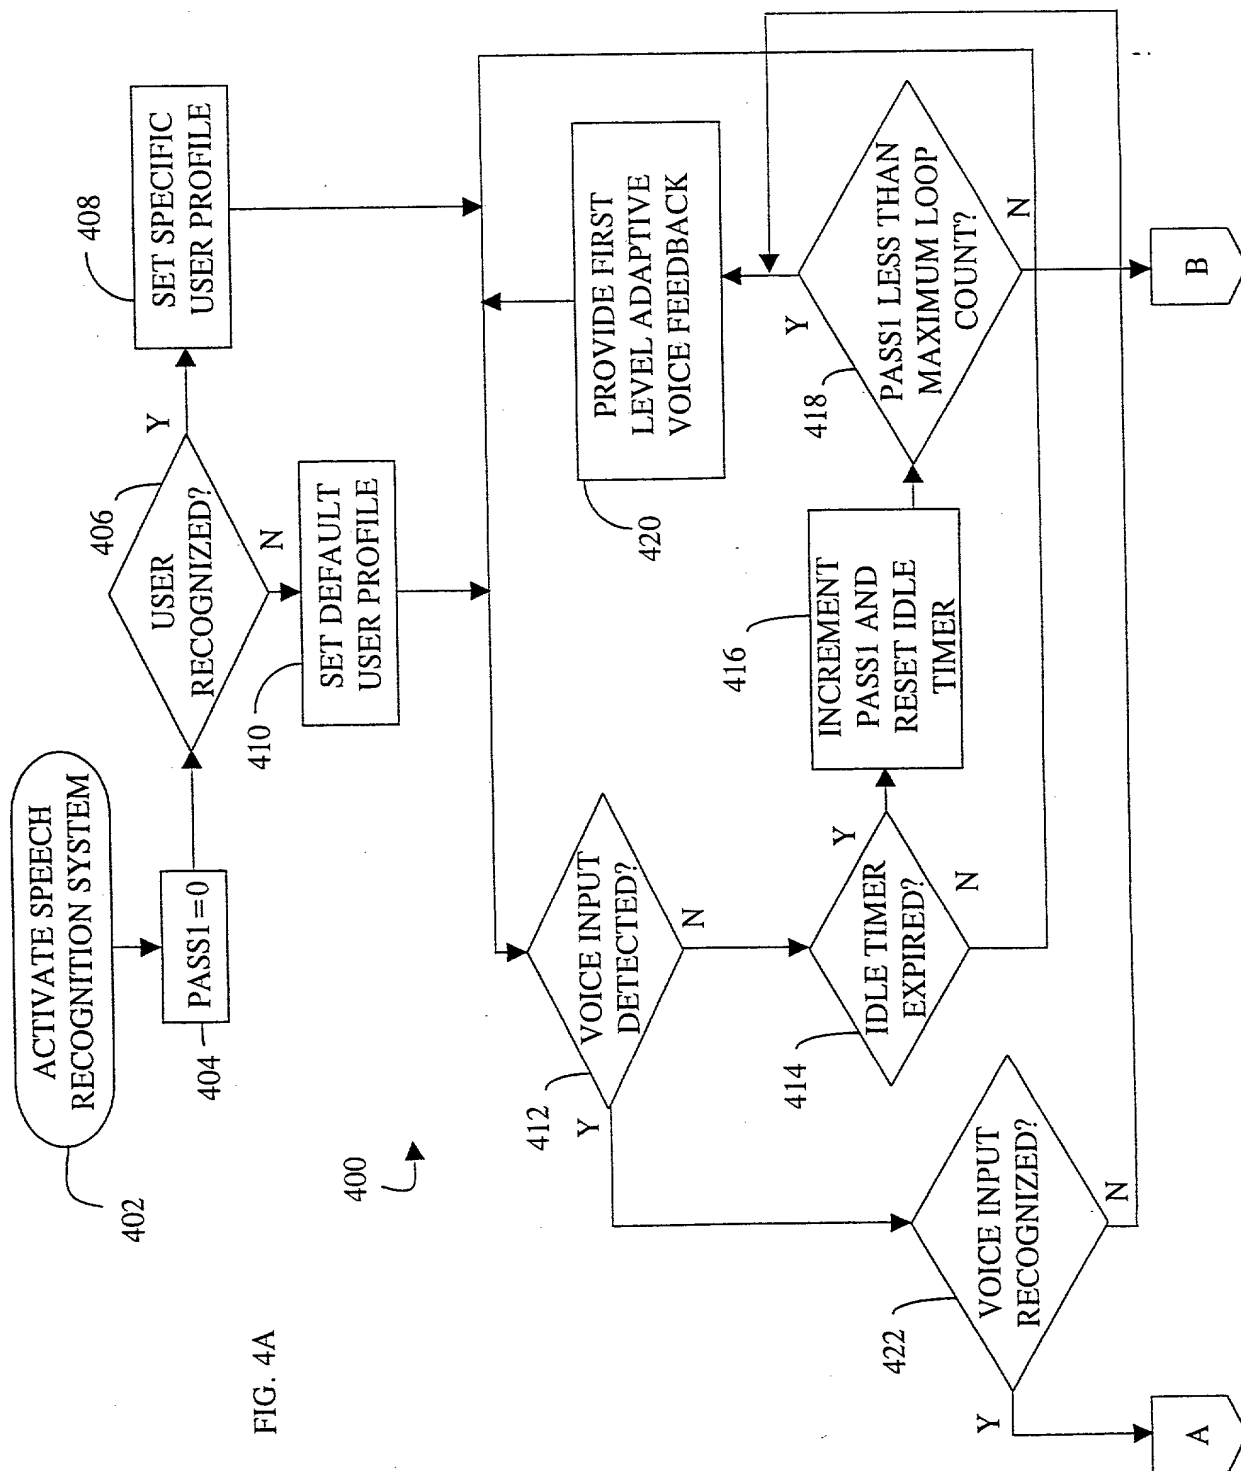 FIG. 4A
400
402
ACTIVATE SPEECH
RECOGNITION SYSTEM
404
PASS1=0
406
USER
RECOGNIZED?
Y
N
408
SET SPECIFIC
USER PROFILE
410
SET DEFAULT
USER PROFILE
412
VOICE INPUT
DETECTED?
Y
N
414
IDLE TIMER
EXPIRED?
Y
N
416
INCREMENT
PASS1 AND
RESET IDLE
TIMER
418
PASS1 LESS THAN
MAXIMUM LOOP
COUNT?
Y
N
420
PROVIDE FIRST
LEVEL ADAPTIVE
VOICE FEEDBACK
422
VOICE INPUT
RECOGNIZED?
Y
N
A
B